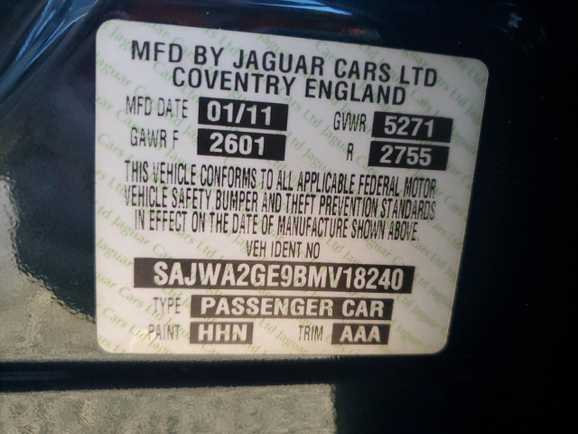 MFD BY JAGUAR CARS LTD
COVENTRY ENGLAND
MFD DATE 01/11 GVWR 5271
GAWR F 2601 R 2755
THIS VEHICLE CONFORMS TO ALL APPLICABLE FEDERAL MOTOR
VEHICLE SAFETY BUMPER AND THEFT PREVENTION STANDARDS
IN EFFECT ON THE DATE OF MANUFACTURE SHOWN ABOVE.
VEH IDENT NO
SAJWA2GE9BMV18240
TYPE PASSENGER CAR
PAINT HHN TRIM AAA